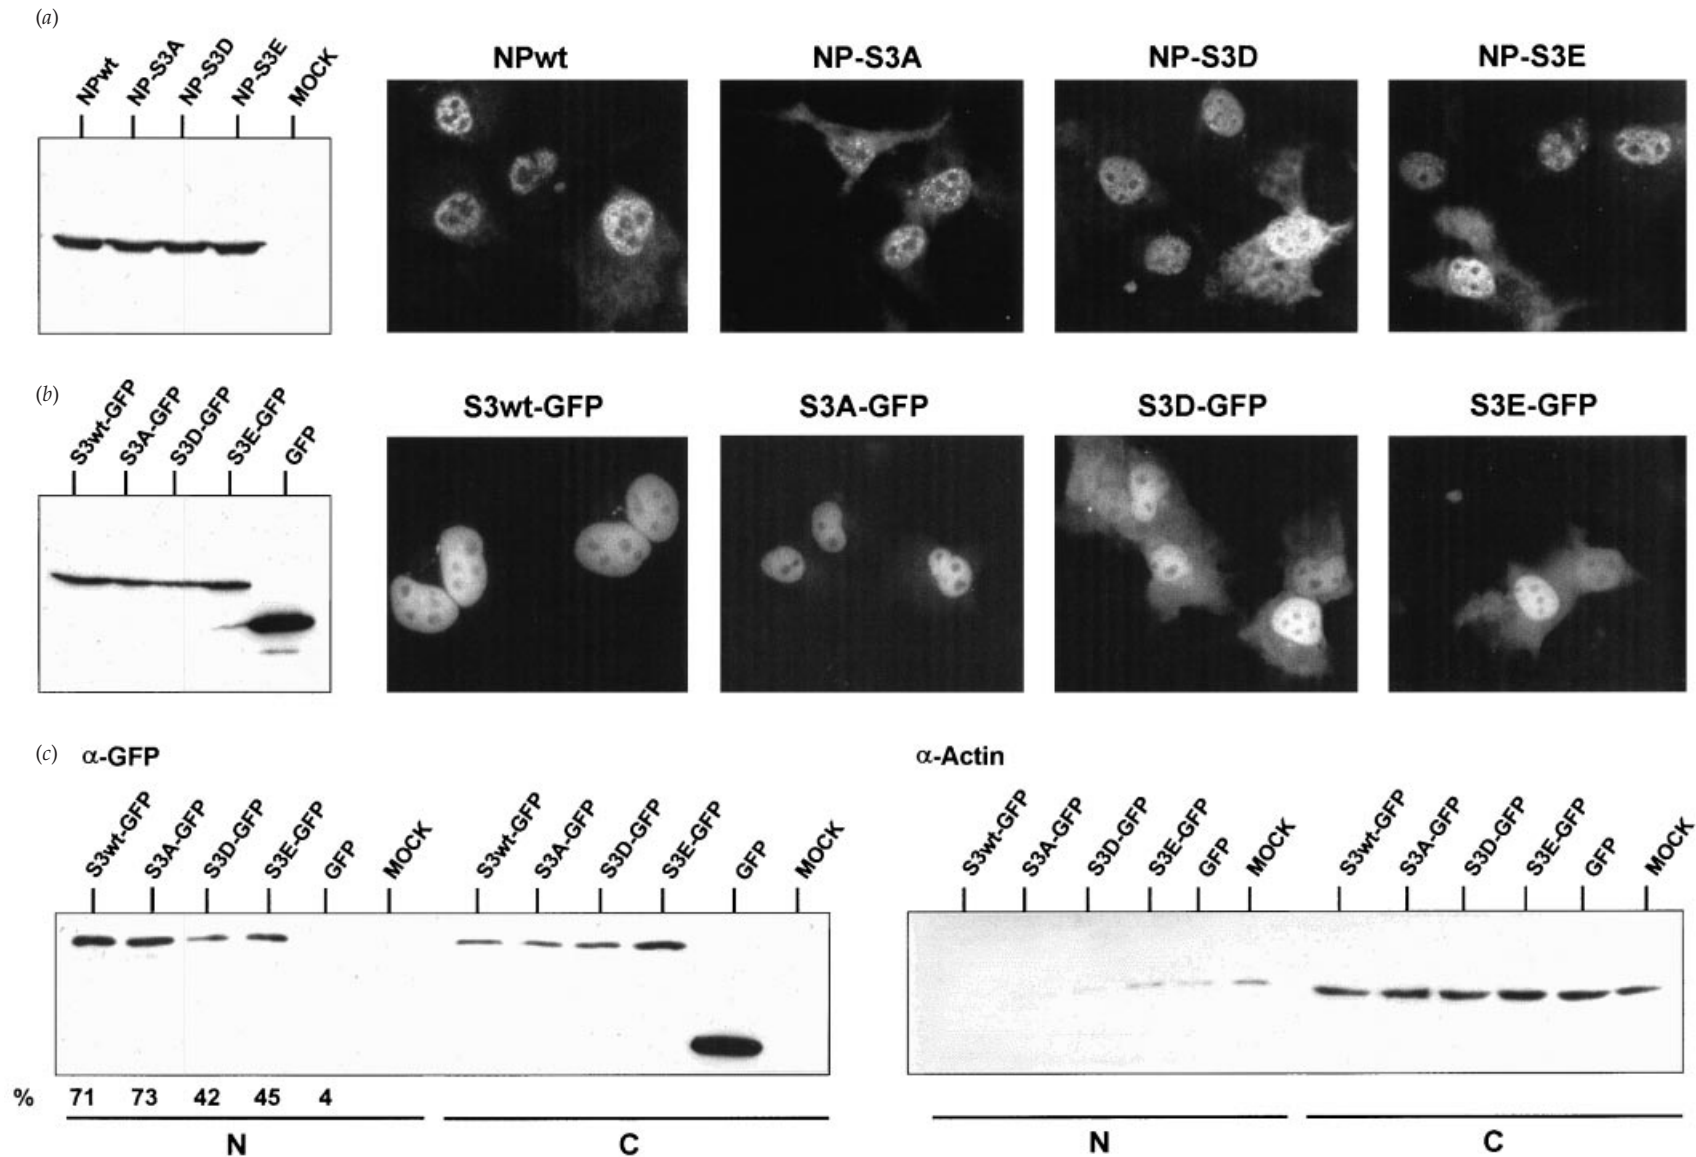 (a)
NPwt NP-S3A NP-S3D NP-S3E MOCK
NPwt NP-S3A NP-S3D NP-S3E
(b)
S3wt-GFP S3A-GFP S3D-GFP S3E-GFP GFP
S3wt-GFP S3A-GFP S3D-GFP S3E-GFP
(c) α-GFP
S3wt-GFP S3A-GFP S3D-GFP S3E-GFP GFP MOCK S3wt-GFP S3A-GFP S3D-GFP S3E-GFP GFP MOCK
% 71 73 42 45 4
N C
α-Actin
S3wt-GFP S3A-GFP S3D-GFP S3E-GFP GFP MOCK S3wt-GFP S3A-GFP S3D-GFP S3E-GFP GFP MOCK
N C